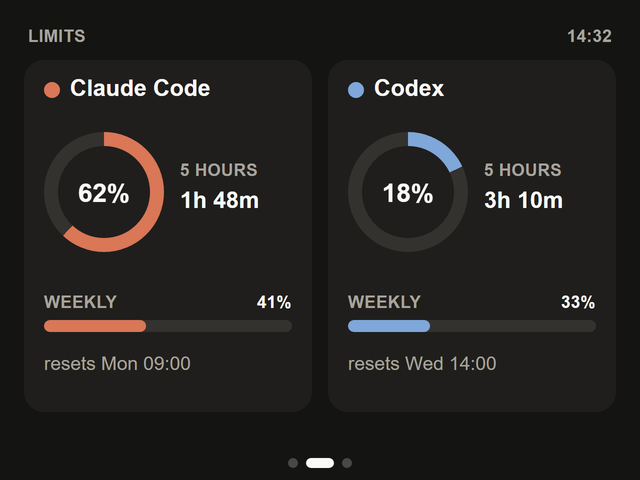 LIMITS 14:32
Claude Code
62%
5 HOURS
1h 48m
WEEKLY 41%
resets Mon 09:00
Codex
18%
5 HOURS
3h 10m
WEEKLY 33%
resets Wed 14:00